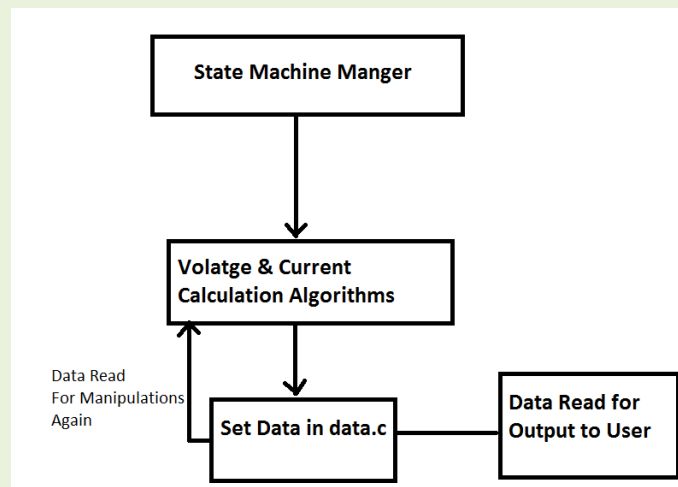 State Machine Manger
Volatge & Current
Calculation Algorithms
Data Read
For Manipulations
Again
Set Data in data.c
Data Read for
Output to User